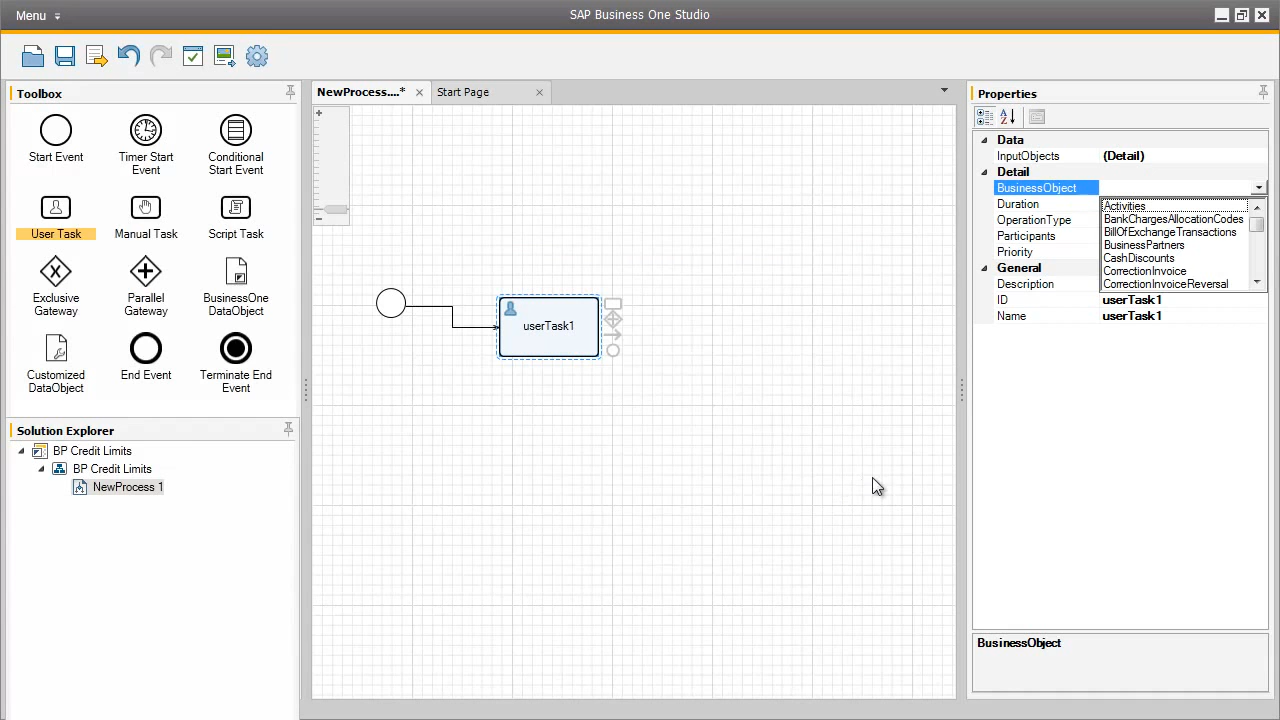 Menu
SAP Business One Studio
Toolbox
Start Event
Timer Start
Event
Conditional
Start Event
User Task
Manual Task
Script Task
Exclusive
Gateway
Parallel
Gateway
BusinessOne
DataObject
Customized
DataObject
End Event
Terminate End
Event
Solution Explorer
BP Credit Limits
BP Credit Limits
NewProcess 1
NewProcess....*
Start Page
userTask1
Properties
Data
InputObjects (Detail)
Detail
BusinessObject
Duration
OperationType
Participants
Priority
Activities
BankChargesAllocationCodes
BillOfExchangeTransactions
BusinessPartners
CashDiscounts
CorrectionInvoice
CorrectionInvoiceReversal
General
Description
ID userTask1
Name userTask1
BusinessObject